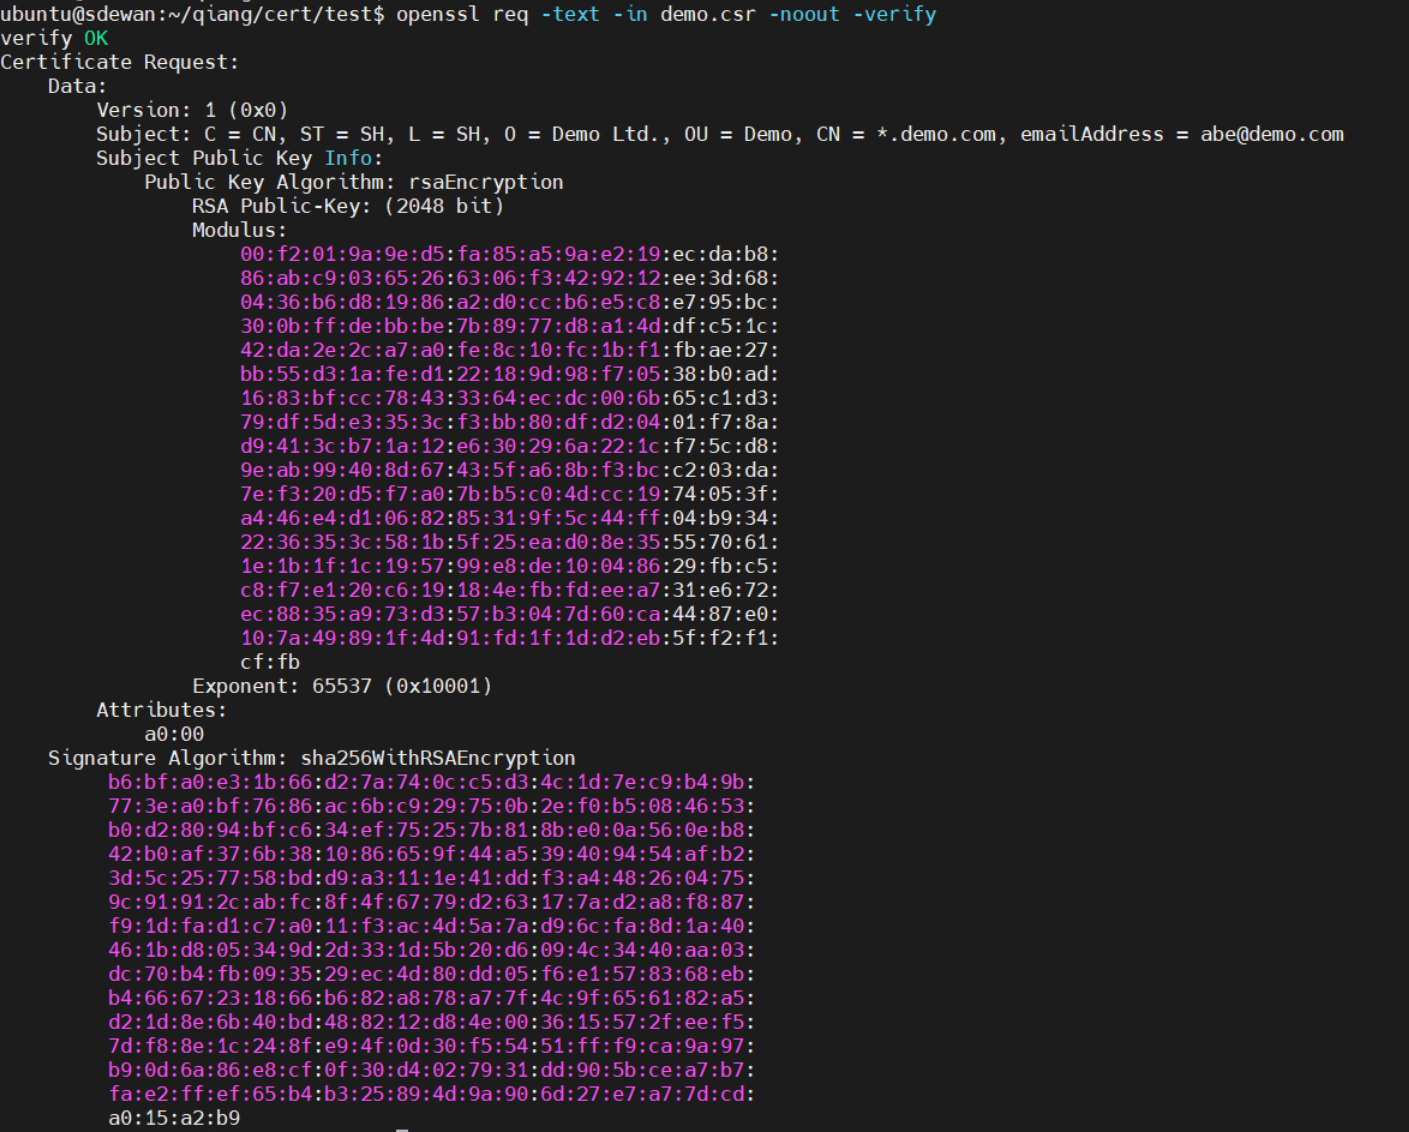 ubuntu@sdewan:~/qiang/cert/test$ openssl req -text -in demo.csr -noout -verify
verify OK
Certificate Request:
Data:
Version: 1 (0x0)
Subject: C = CN, ST = SH, L = SH, O = Demo Ltd., OU = Demo, CN = *.demo.com, emailAddress = abe@demo.com
Subject Public Key Info:
Public Key Algorithm: rsaEncryption
RSA Public-Key: (2048 bit)
Modulus:
00:f2:01:9a:9e:d5:fa:85:a5:9a:e2:19:ec:da:b8:
86:ab:c9:03:65:26:63:06:f3:42:92:12:ee:3d:68:
04:36:b6:d8:19:86:a2:d0:cc:b6:e5:c8:e7:95:bc:
30:0b:ff:de:bb:be:7b:89:77:d8:a1:4d:df:c5:1c:
42:da:2e:2c:a7:a0:fe:8c:10:fc:1b:f1:fb:ae:27:
bb:55:d3:1a:fe:d1:22:18:9d:98:f7:05:38:b0:ad:
16:83:bf:cc:78:43:33:64:ec:dc:00:6b:65:c1:d3:
79:df:5d:e3:35:3c:f3:bb:80:df:d2:04:01:f7:8a:
d9:41:3c:b7:1a:12:e6:30:29:6a:22:1c:f7:5c:d8:
9e:ab:99:40:8d:67:43:5f:a6:8b:f3:bc:c2:03:da:
7e:f3:20:d5:f7:a0:7b:b5:c0:4d:cc:19:74:05:3f:
a4:46:e4:d1:06:82:85:31:9f:5c:44:ff:04:b9:34:
22:36:35:3c:58:1b:5f:25:ea:d0:8e:35:55:70:61:
1e:1b:1f:1c:19:57:99:e8:de:10:04:86:29:fb:c5:
c8:f7:e1:20:c6:19:18:4e:fb:fd:ee:a7:31:e6:72:
ec:88:35:a9:73:d3:57:b3:04:7d:60:ca:44:87:e0:
10:7a:49:89:1f:4d:91:fd:1f:1d:d2:eb:5f:f2:f1:
cf:fb
Exponent: 65537 (0x10001)
Attributes:
a0:00
Signature Algorithm: sha256WithRSAEncryption
b6:bf:a0:e3:1b:66:d2:7a:74:0c:c5:d3:4c:1d:7e:c9:b4:9b:
77:3e:a0:bf:76:86:ac:6b:c9:29:75:0b:2e:f0:b5:08:46:53:
b0:d2:80:94:bf:c6:34:ef:75:25:7b:81:8b:e0:0a:56:0e:b8:
42:b0:af:37:6b:38:10:86:65:9f:44:a5:39:40:94:54:af:b2:
3d:5c:25:77:58:bd:d9:a3:11:1e:41:dd:f3:a4:48:26:04:75:
9c:91:91:2c:ab:fc:8f:4f:67:79:d2:63:17:7a:d2:a8:f8:87:
f9:1d:fa:d1:c7:a0:11:f3:ac:4d:5a:7a:d9:6c:fa:8d:1a:40:
46:1b:d8:05:34:9d:2d:33:1d:5b:20:d6:09:4c:34:40:aa:03:
dc:70:b4:fb:09:35:29:ec:4d:80:dd:05:f6:e1:57:83:68:eb:
b4:66:67:23:18:66:b6:82:a8:78:a7:7f:4c:9f:65:61:82:a5:
d2:1d:8e:6b:40:bd:48:82:12:d8:4e:00:36:15:57:2f:ee:f5:
7d:f8:8e:1c:24:8f:e9:4f:0d:30:f5:54:51:ff:f9:ca:9a:97:
b9:0d:6a:86:e8:cf:0f:30:d4:02:79:31:dd:90:5b:ce:a7:b7:
fa:e2:ff:ef:65:b4:b3:25:89:4d:9a:90:6d:27:e7:a7:7d:cd:
a0:15:a2:b9